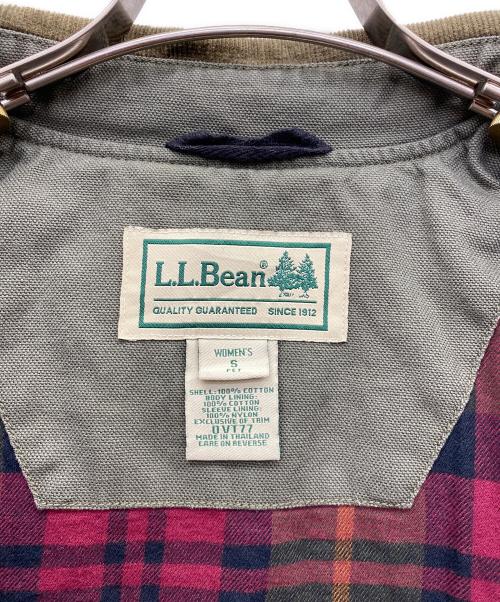 L.L.Bean®
QUALITY GUARANTEED SINCE 1912
WOMEN'S
S
PET
SHELL: 100% COTTON
BODY LINING:
100% COTTON
SLEEVE LINING:
100% NYLON
EXCLUSIVE OF TRIM
0VT77
MADE IN THAILAND
CARE ON REVERSE